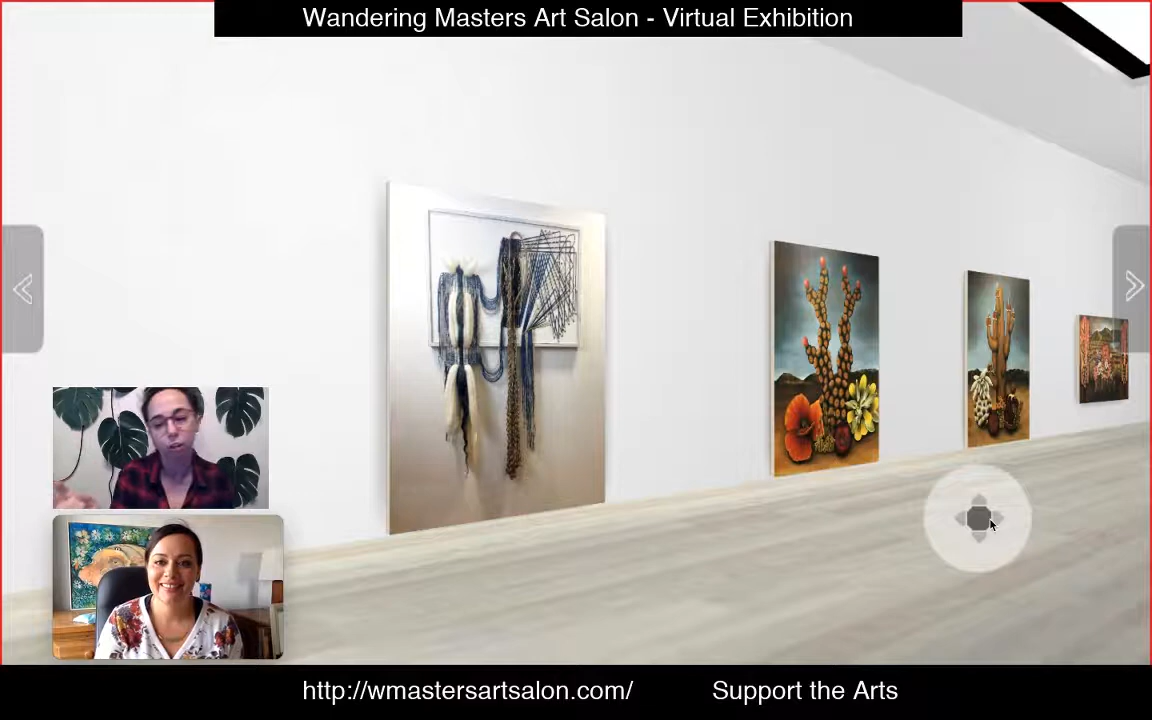 Wandering Masters Art Salon - Virtual Exhibition
http://wmastersartsalon.com/
Support the Arts